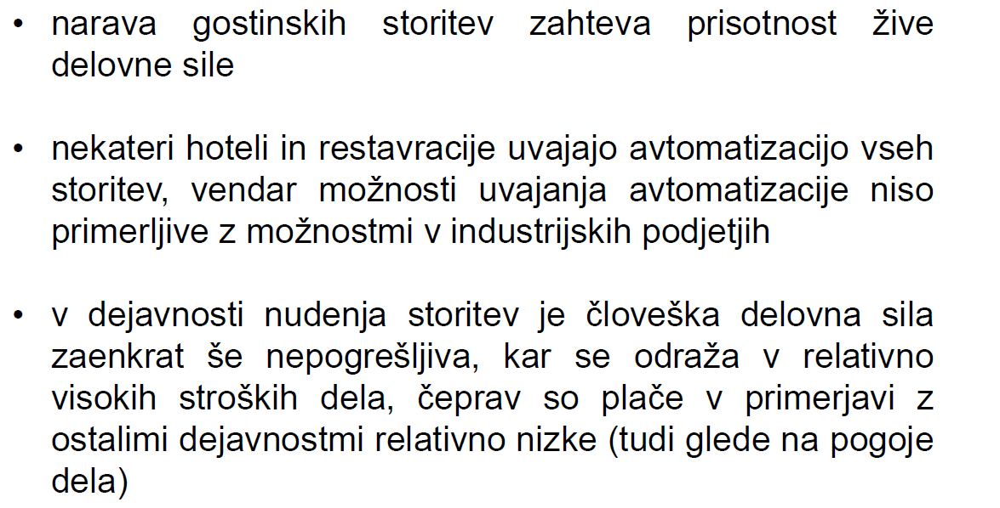 • narava gostinskih storitev zahteva prisotnost žive
delovne sile
• nekateri hoteli in restavracije uvajajo avtomatizacijo vseh
storitev, vendar možnosti uvajanja avtomatizacije niso
primerljive z možnostmi v industrijskih podjetjih
• v dejavnosti nudenja storitev je človeška delovna sila
zaenkrat še nepogrešljiva, kar se odraža v relativno
visokih stroških dela, čeprav so plače v primerjavi z
ostalimi dejavnostmi relativno nizke (tudi glede na pogoje
dela)